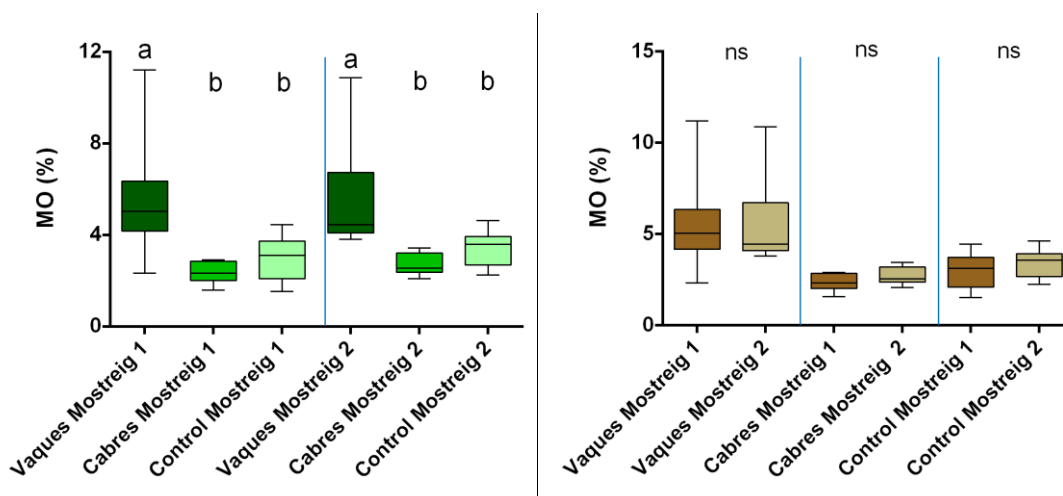 12
8
4
0
MO (%)
a
b
b
a
b
b
Vaques Mostreig 1
Cabres Mostreig 1
Control Mostreig 1
Vaques Mostreig 2
Cabres Mostreig 2
Control Mostreig 2
15
10
5
0
MO (%)
ns
ns
ns
Vaques Mostreig 1
Vaques Mostreig 2
Cabres Mostreig 1
Cabres Mostreig 2
Control Mostreig 1
Control Mostreig 2